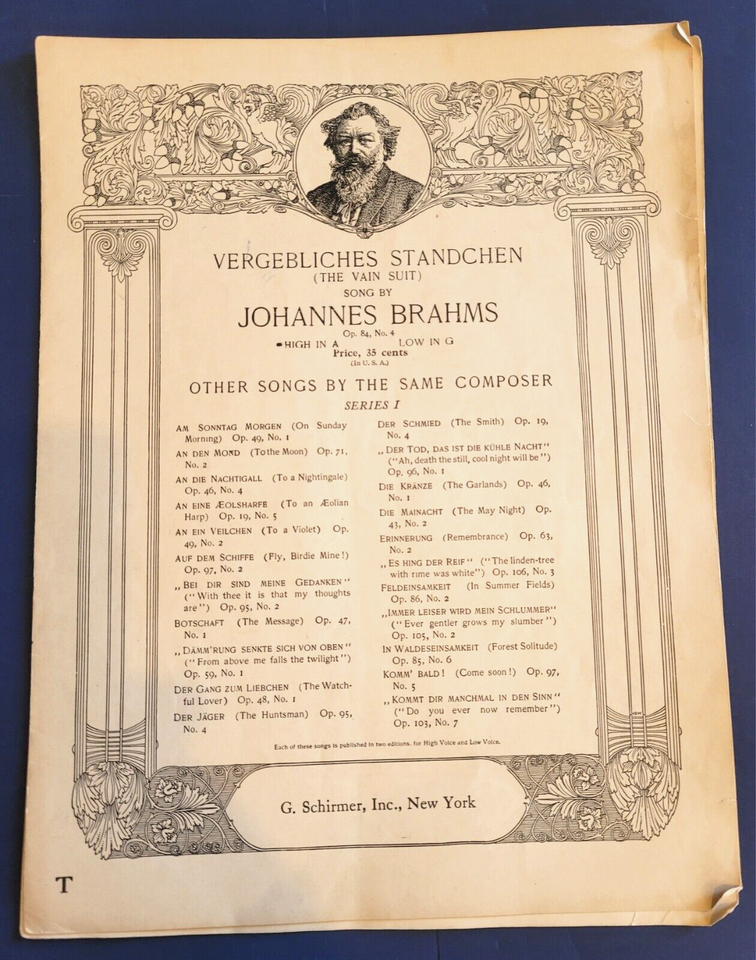 VERGEBLICHES STANDCHEN
(THE VAIN SUIT)
SONG BY
JOHANNES BRAHMS
Op. 84, No. 4
HIGH IN A LOW IN G
Price, 35 cents
(In U. S. A.)
OTHER SONGS BY THE SAME COMPOSER
SERIES I
AM SONNTAG MORGEN (On Sunday
Morning) Op. 49, No. 1
AN DEN MOND (To the Moon) Op. 71,
No. 2
AN DIE NACHTIGALL (To a Nightingale)
Op. 46, No. 4
AN EINE ÆOLSHARFE (To an Æolian
Harp) Op. 19, No. 5
AN EIN VEILCHEN (To a Violet) Op.
49, No. 2
AUF DEM SCHIFFE (Fly, Birdie Mine!)
Op. 97, No. 2
„BEI DIR SIND MEINE GEDANKEN“
(“With thee it is that my thoughts
are”) Op. 95, No. 2
BOTSCHAFT (The Message) Op. 47,
No. 1
„DÄMM'RUNG SENKTE SICH VON OBEN“
(“From above me falls the twilight”)
Op. 59, No. 1
DER GANG ZUM LIEBCHEN (The Watch-
ful Lover) Op. 48, No. 1
DER JÄGER (The Huntsman) Op. 95,
No. 4
DER SCHMIED (The Smith) Op. 19,
No. 4
„DER TOD, DAS IST DIE KÜHLE NACHT“
(“Ah, death the still, cool night will be”)
Op. 96, No. 1
DIE KRÄNZE (The Garlands) Op. 46,
No. 1
DIE MAINACHT (The May Night) Op.
43, No. 2
ERINNERUNG (Remembrance) Op. 63,
No. 2
„ES HING DER REIF“ (“The linden-tree
with rime was white”) Op. 106, No. 3
FELDEINSAMKEIT (In Summer Fields)
Op. 86, No. 2
„IMMER LEISER WIRD MEIN SCHLUMMER“
(“Ever gentler grows my slumber”)
Op. 105, No. 2
IN WALDESEINSAMKEIT (Forest Solitude)
Op. 85, No. 6
KOMM' BALD! (Come soon!) Op. 97,
No. 5
„KOMMT DIR MANCHMAL IN DEN SINN“
(“Do you ever now remember”)
Op. 103, No. 7
Each of these songs is published in two editions, for High Voice and Low Voice.
G. Schirmer, Inc., New York
T